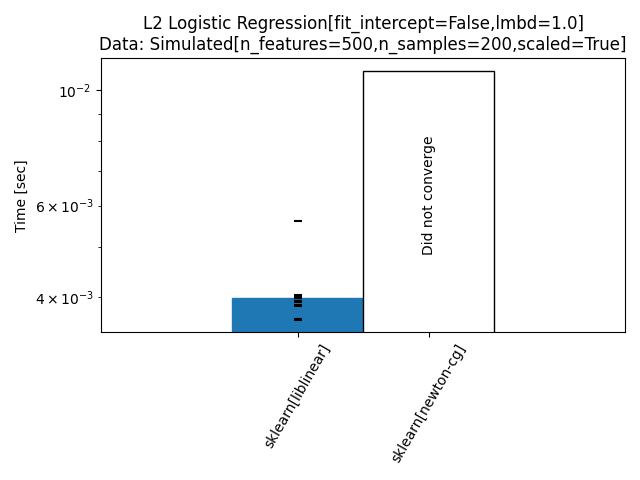 L2 Logistic Regression[fit_intercept=False,lmbd=1.0]
Data: Simulated[n_features=500,n_samples=200,scaled=True]
Time [sec]
10⁻²
6 × 10⁻³
4 × 10⁻³
Did not converge
sklearn[liblinear]
sklearn[newton-cg]